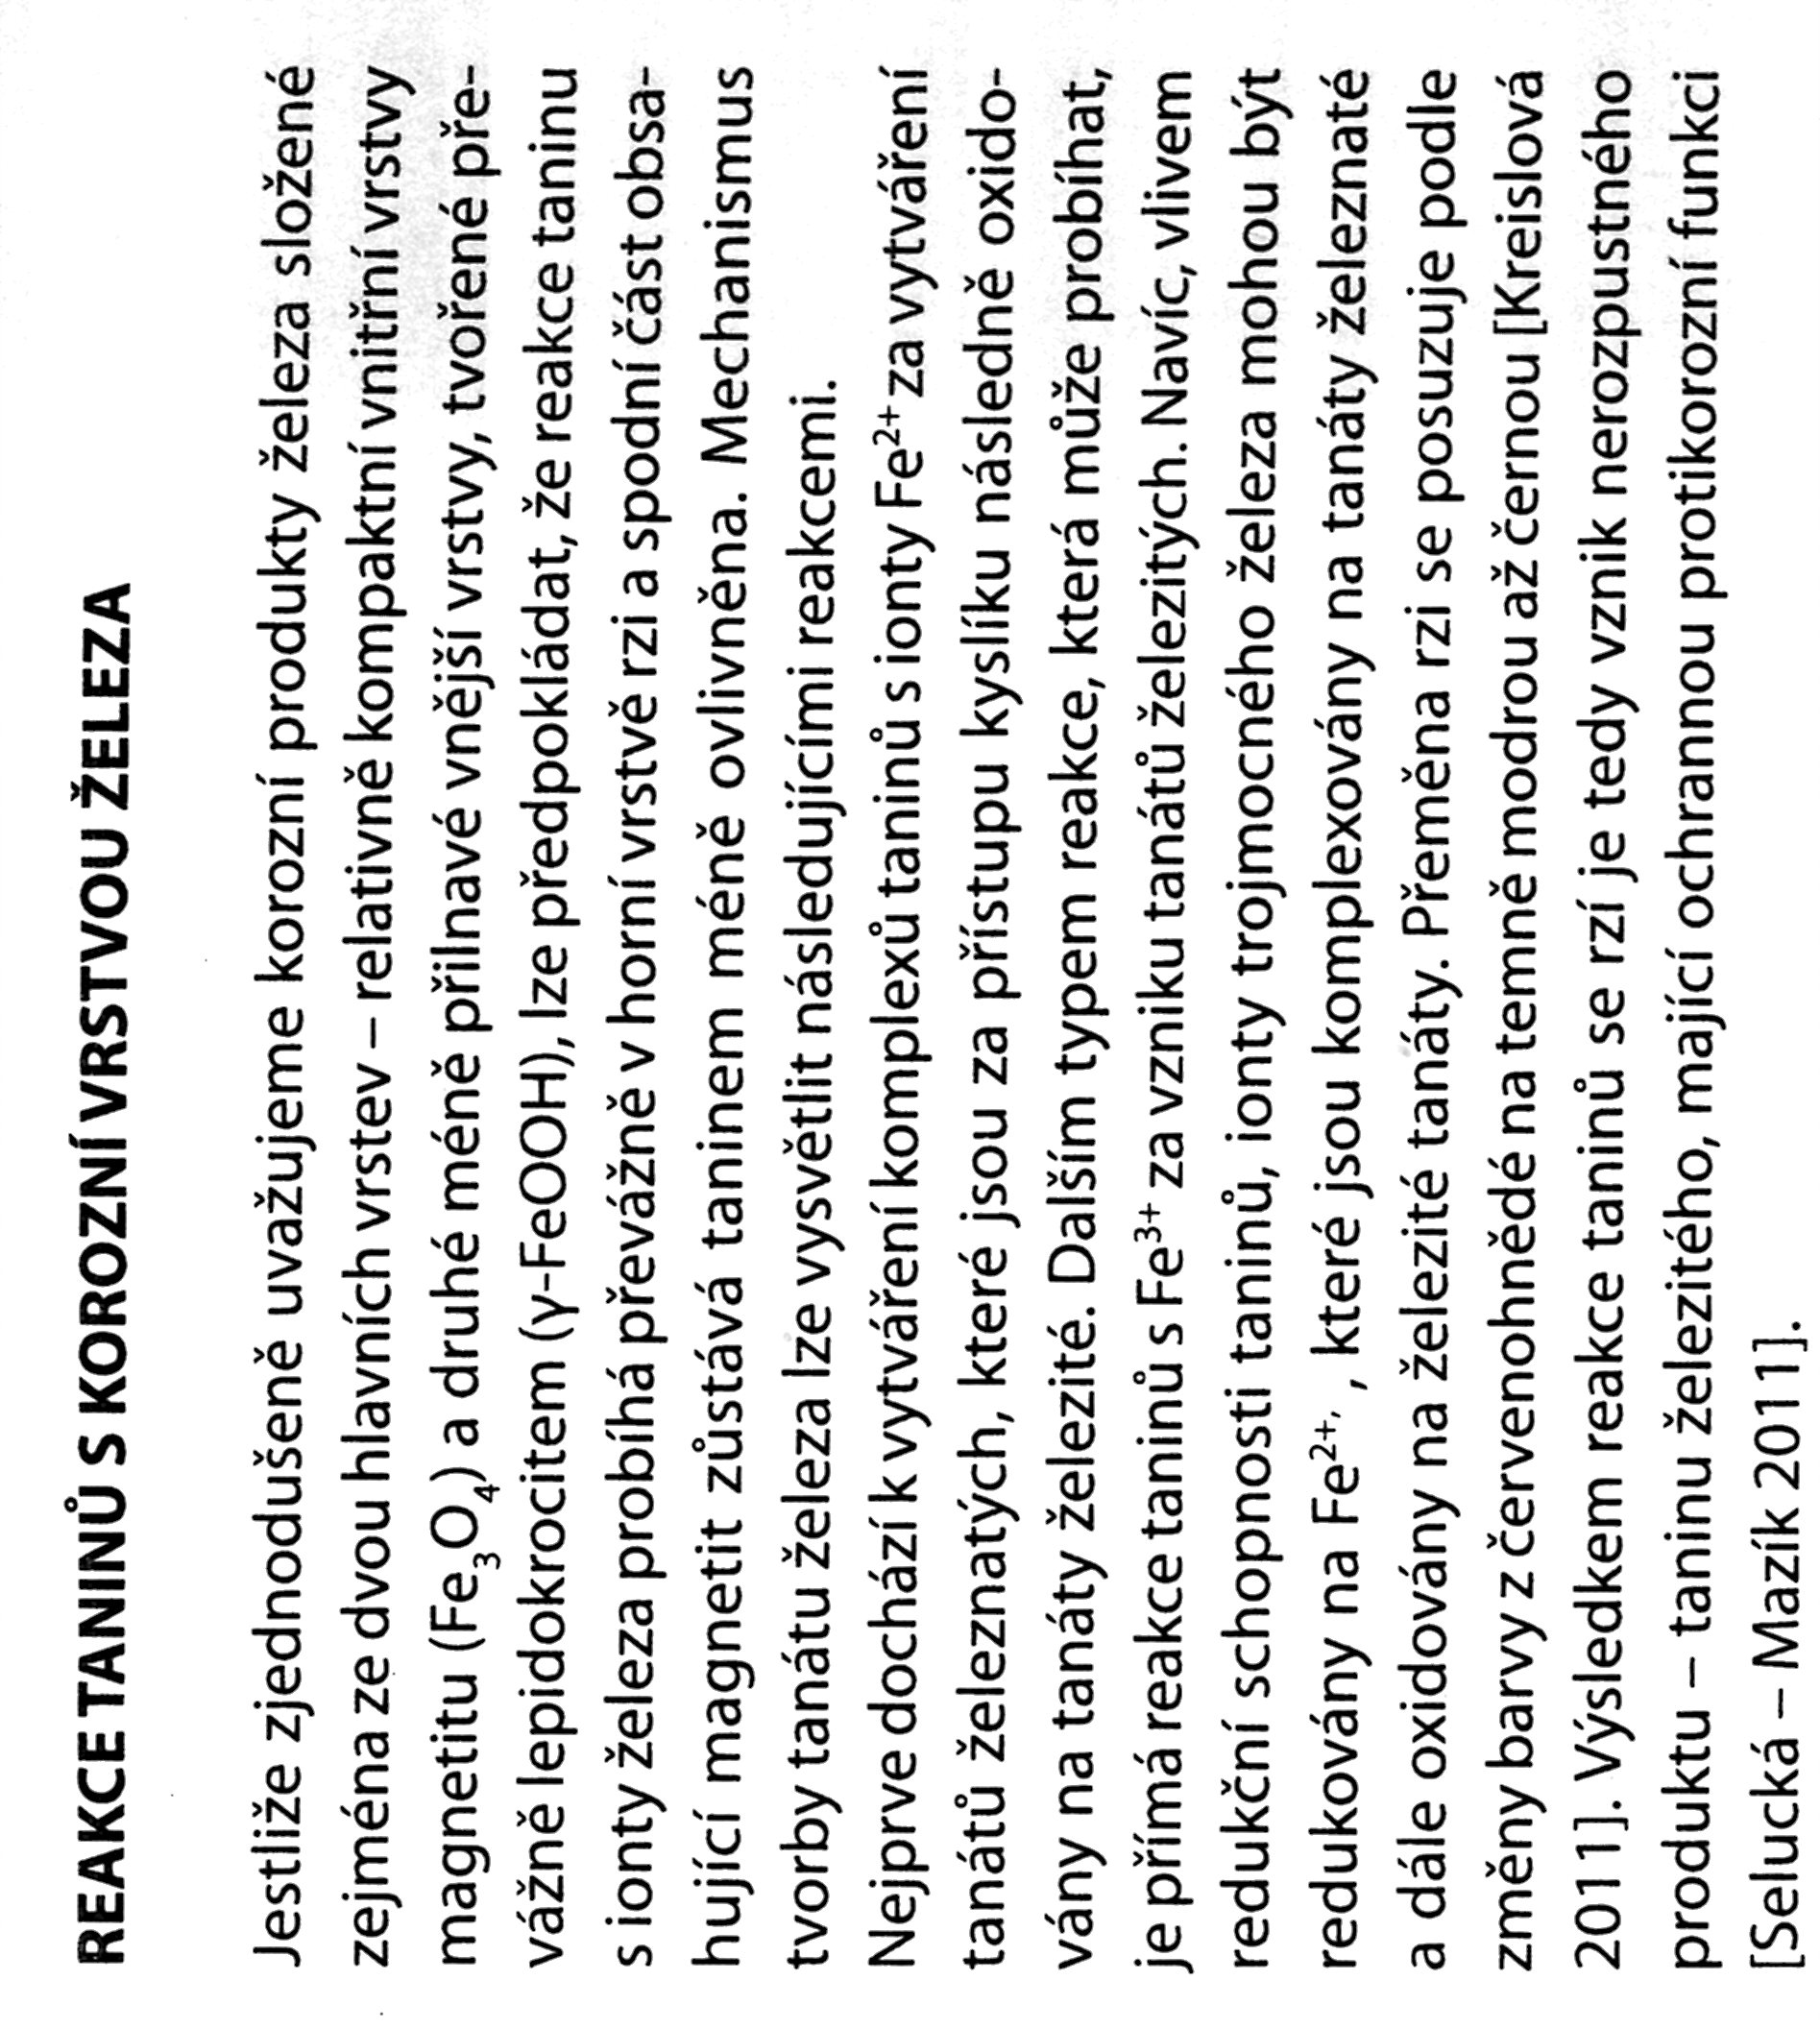 REAKCE TANINŮ S KOROZNÍ VRSTVOU ŽELEZA
Jestliže zjednodušeně uvažujeme korozní produkty železa složené
zejména ze dvou hlavních vrstev – relativně kompaktní vnitřní vrstvy
magnetitu (Fe₃O₄) a druhé méně přilnavé vnější vrstvy, tvořené pře-
vážně lepidokrocitem (γ-FeOOH), lze předpokládat, že reakce taninu
s ionty železa probíhá převážně v horní vrstvě rzi a spodní část obsa-
hující magnetit zůstává taninem méně ovlivněna. Mechanismus
tvorby tanátu železa lze vysvětlit následujícími reakcemi.
Nejprve dochází k vytváření komplexů taninů s ionty Fe²⁺ za vytváření
tanátů železnatých, které jsou za přístupu kyslíku následně oxido-
vány na tanáty železité. Dalším typem reakce, která může probíhat,
je přímá reakce taninů s Fe³⁺ za vzniku tanátů železitých. Navíc, vlivem
redukční schopnosti taninů, ionty trojmocného železa mohou být
redukovány na Fe²⁺˒ , které jsou komplexovány na tanáty železnaté
a dále oxidovány na železité tanáty. Přeměna rzi se posuzuje podle
změny barvy z červenohnědé na temně modrou až černou [Kreislová
2011]. Výsledkem reakce taninů se rzí je tedy vznik nerozpustného
produktu – taninu železitého, mající ochrannou protikorozní funkci
[Selucká – Mazík 2011].